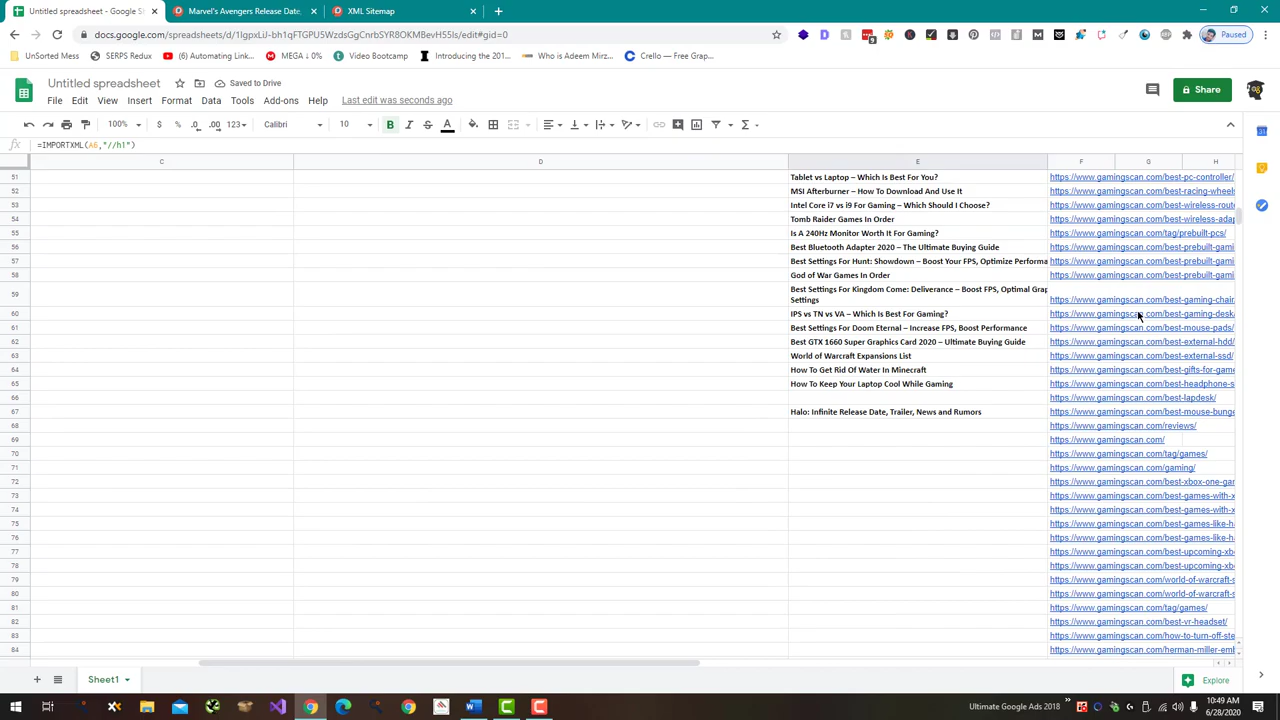 Untitled spreadsheet - Google S
Marvel's Avengers Release Date,
XML Sitemap
docs.google.com/spreadsheets/d/1IgpxLiJ-bh1qFTGPU5WzdsGgCnrbSYR8OKMBevH55ls/edit#gid=0
Paused
UnSorted Mess
SERPS Redux
(6) Automating Link...
MEGA ↓ 0%
Video Bootcamp
Introducing the 201...
Who is Adeem Mirz...
Crello — Free Grap...
Untitled spreadsheet
Saved to Drive
File Edit View Insert Format Data Tools Add-ons Help
Last edit was seconds ago
Share
100%
$ % .0 .00 123
Calibri
10
B I S A
fx =IMPORTXML(A6,"//h1")
C D E F G H
51 Tablet vs Laptop – Which Is Best For You? https://www.gamingscan.com/best-pc-controller/
52 MSI Afterburner – How To Download And Use It https://www.gamingscan.com/best-racing-wheels
53 Intel Core i7 vs i9 For Gaming – Which Should I Choose? https://www.gamingscan.com/best-wireless-rout
54 Tomb Raider Games In Order https://www.gamingscan.com/best-wireless-adap
55 Is A 240Hz Monitor Worth It For Gaming? https://www.gamingscan.com/tag/prebuilt-pcs/
56 Best Bluetooth Adapter 2020 – The Ultimate Buying Guide https://www.gamingscan.com/best-prebuilt-gami
57 Best Settings For Hunt: Showdown – Boost Your FPS, Optimize Performa https://www.gamingscan.com/best-prebuilt-gami
58 God of War Games In Order https://www.gamingscan.com/best-prebuilt-gami
59 Best Settings For Kingdom Come: Deliverance – Boost FPS, Optimal Grap
Settings https://www.gamingscan.com/best-gaming-chair
60 IPS vs TN vs VA – Which Is Best For Gaming? https://www.gamingscan.com/best-gaming-desk/
61 Best Settings For Doom Eternal – Increase FPS, Boost Performance https://www.gamingscan.com/best-mouse-pads/
62 Best GTX 1660 Super Graphics Card 2020 – Ultimate Buying Guide https://www.gamingscan.com/best-external-hdd/
63 World of Warcraft Expansions List https://www.gamingscan.com/best-external-ssd/
64 How To Get Rid Of Water In Minecraft https://www.gamingscan.com/best-gifts-for-game
65 How To Keep Your Laptop Cool While Gaming https://www.gamingscan.com/best-headphone-s
66 https://www.gamingscan.com/best-lapdesk/
67 Halo: Infinite Release Date, Trailer, News and Rumors https://www.gamingscan.com/best-mouse-bunge
68 https://www.gamingscan.com/reviews/
69 https://www.gamingscan.com/
70 https://www.gamingscan.com/tag/games/
71 https://www.gamingscan.com/gaming/
72 https://www.gamingscan.com/best-xbox-one-gar
73 https://www.gamingscan.com/best-games-with-x
74 https://www.gamingscan.com/best-games-with-x
75 https://www.gamingscan.com/best-games-like-h
76 https://www.gamingscan.com/best-games-like-h
77 https://www.gamingscan.com/best-upcoming-xb
78 https://www.gamingscan.com/best-upcoming-xb
79 https://www.gamingscan.com/world-of-warcraft-s
80 https://www.gamingscan.com/world-of-warcraft-s
81 https://www.gamingscan.com/tag/games/
82 https://www.gamingscan.com/best-vr-headset/
83 https://www.gamingscan.com/how-to-turn-off-ste
84 https://www.gamingscan.com/herman-miller-emb
Sheet1
Explore
Ultimate Google Ads 2018
10:49 AM
6/28/2020